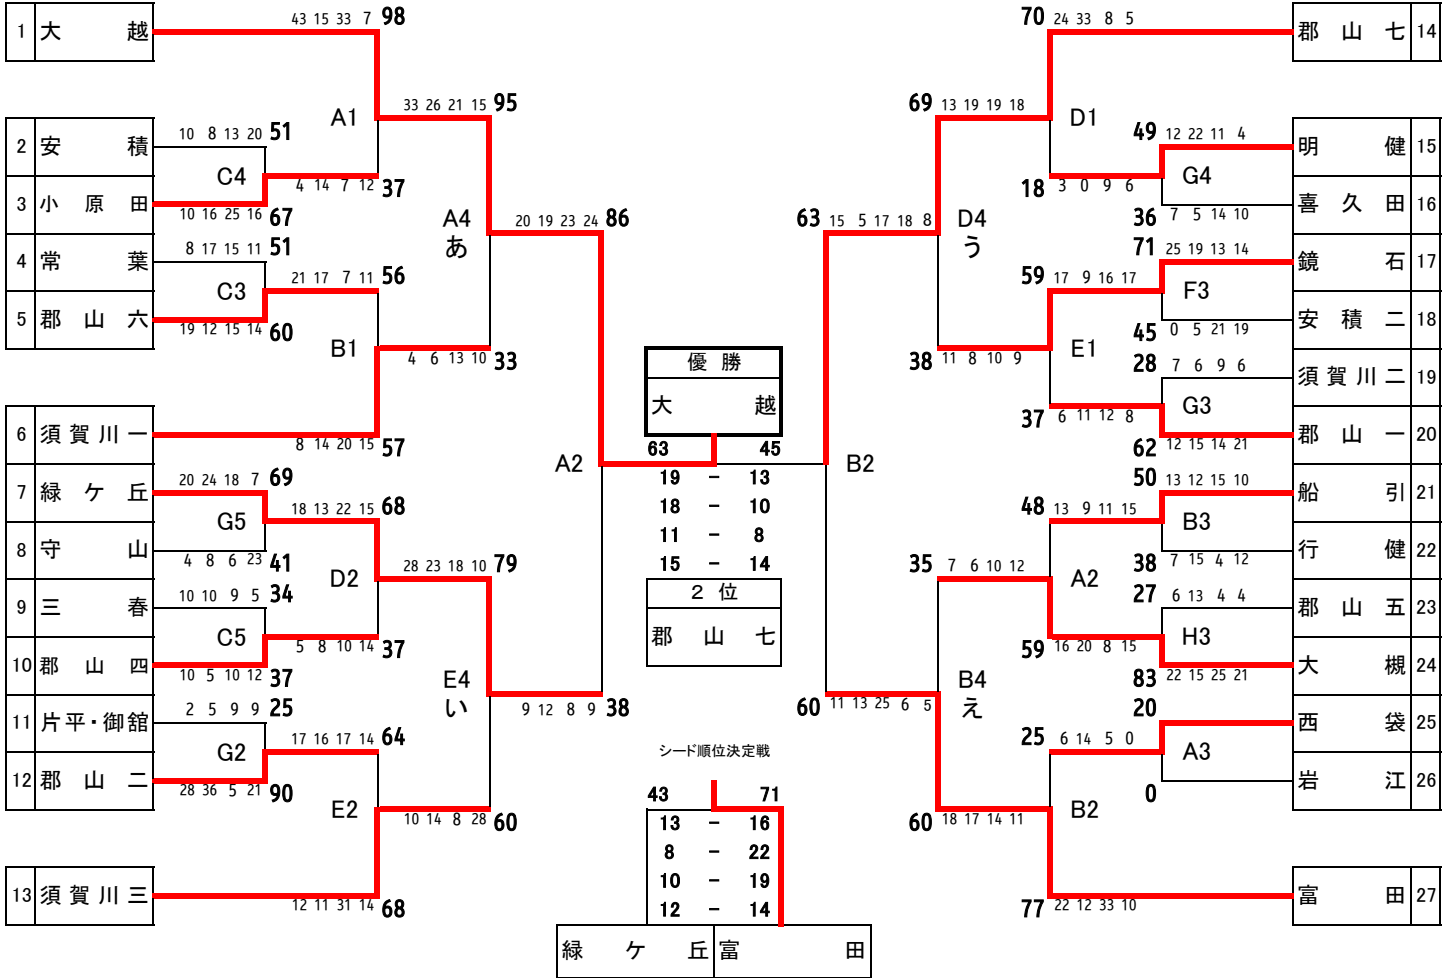 1 大越
43 15 33 7 98
A1
33 26 21 15 95
2 安積
10 8 13 20 51
C4
4 14 7 12 37
3 小原田
10 16 25 16 67
A4
あ
20 19 23 24 86
4 常葉
8 17 15 11 51
C3
21 17 7 11 56
5 郡山六
19 12 15 14 60
B1
4 6 13 10 33
6 須賀川一
8 14 20 15 57
A2
7 緑ケ丘
20 24 18 7 69
G5
18 13 22 15 68
8 守山
4 8 6 23 41
D2
28 23 18 10 79
9 三春
10 10 9 5 34
C5
5 8 10 14 37
10 郡山四
10 5 10 12 37
E4
い
9 12 8 9 38
11 片平・御舘
2 5 9 9 25
G2
17 16 17 14 64
12 郡山二
28 36 5 21 90
E2
10 14 8 28 60
13 須賀川三
12 11 31 14 68
優勝
大越
63 45
19 - 13
18 - 10
11 - 8
15 - 14
2位
郡山七
シード順位決定戦
43 71
13 - 16
8 - 22
10 - 19
12 - 14
緑ケ丘 富田
70 24 33 8 5
郡山七 14
69 13 19 19 18
D1
49 12 22 11 4
明健 15
18 3 0 9 6
G4
36 7 5 14 10
喜久田 16
63 15 5 17 18 8
D4
う
71 25 19 13 14
鏡石 17
59 17 9 16 17
F3
45 0 5 21 19
安積二 18
38 11 8 10 9
E1
28 7 6 9 6
須賀川二 19
37 6 11 12 8
G3
62 12 15 14 21
郡山一 20
B2
50 13 12 15 10
船引 21
48 13 9 11 15
B3
38 7 15 4 12
行健 22
35 7 6 10 12
A2
27 6 13 4 4
郡山五 23
59 16 20 8 15
H3
83 22 15 25 21
大槻 24
60 11 13 25 6 5
B4
え
20
西袋 25
25 6 14 5 0
A3
0
岩江 26
60 18 17 14 11
B2
77 22 12 33 10
富田 27